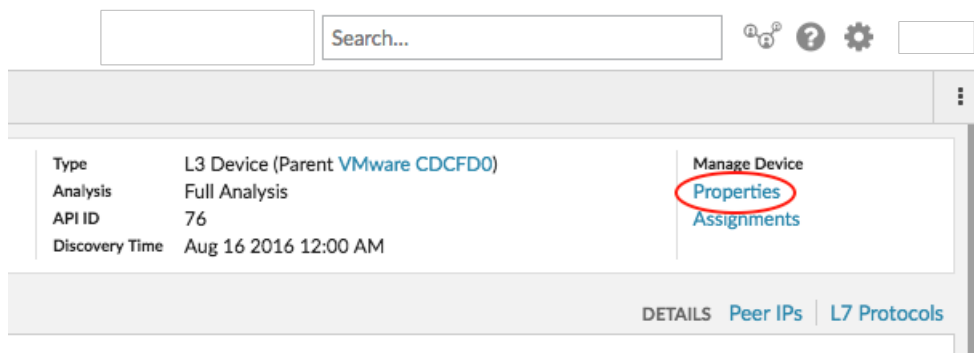 Search...
Type L3 Device (Parent VMware CDCFD0)
Analysis Full Analysis
API ID 76
Discovery Time Aug 16 2016 12:00 AM
Manage Device
Properties
Assignments
DETAILS Peer IPs L7 Protocols